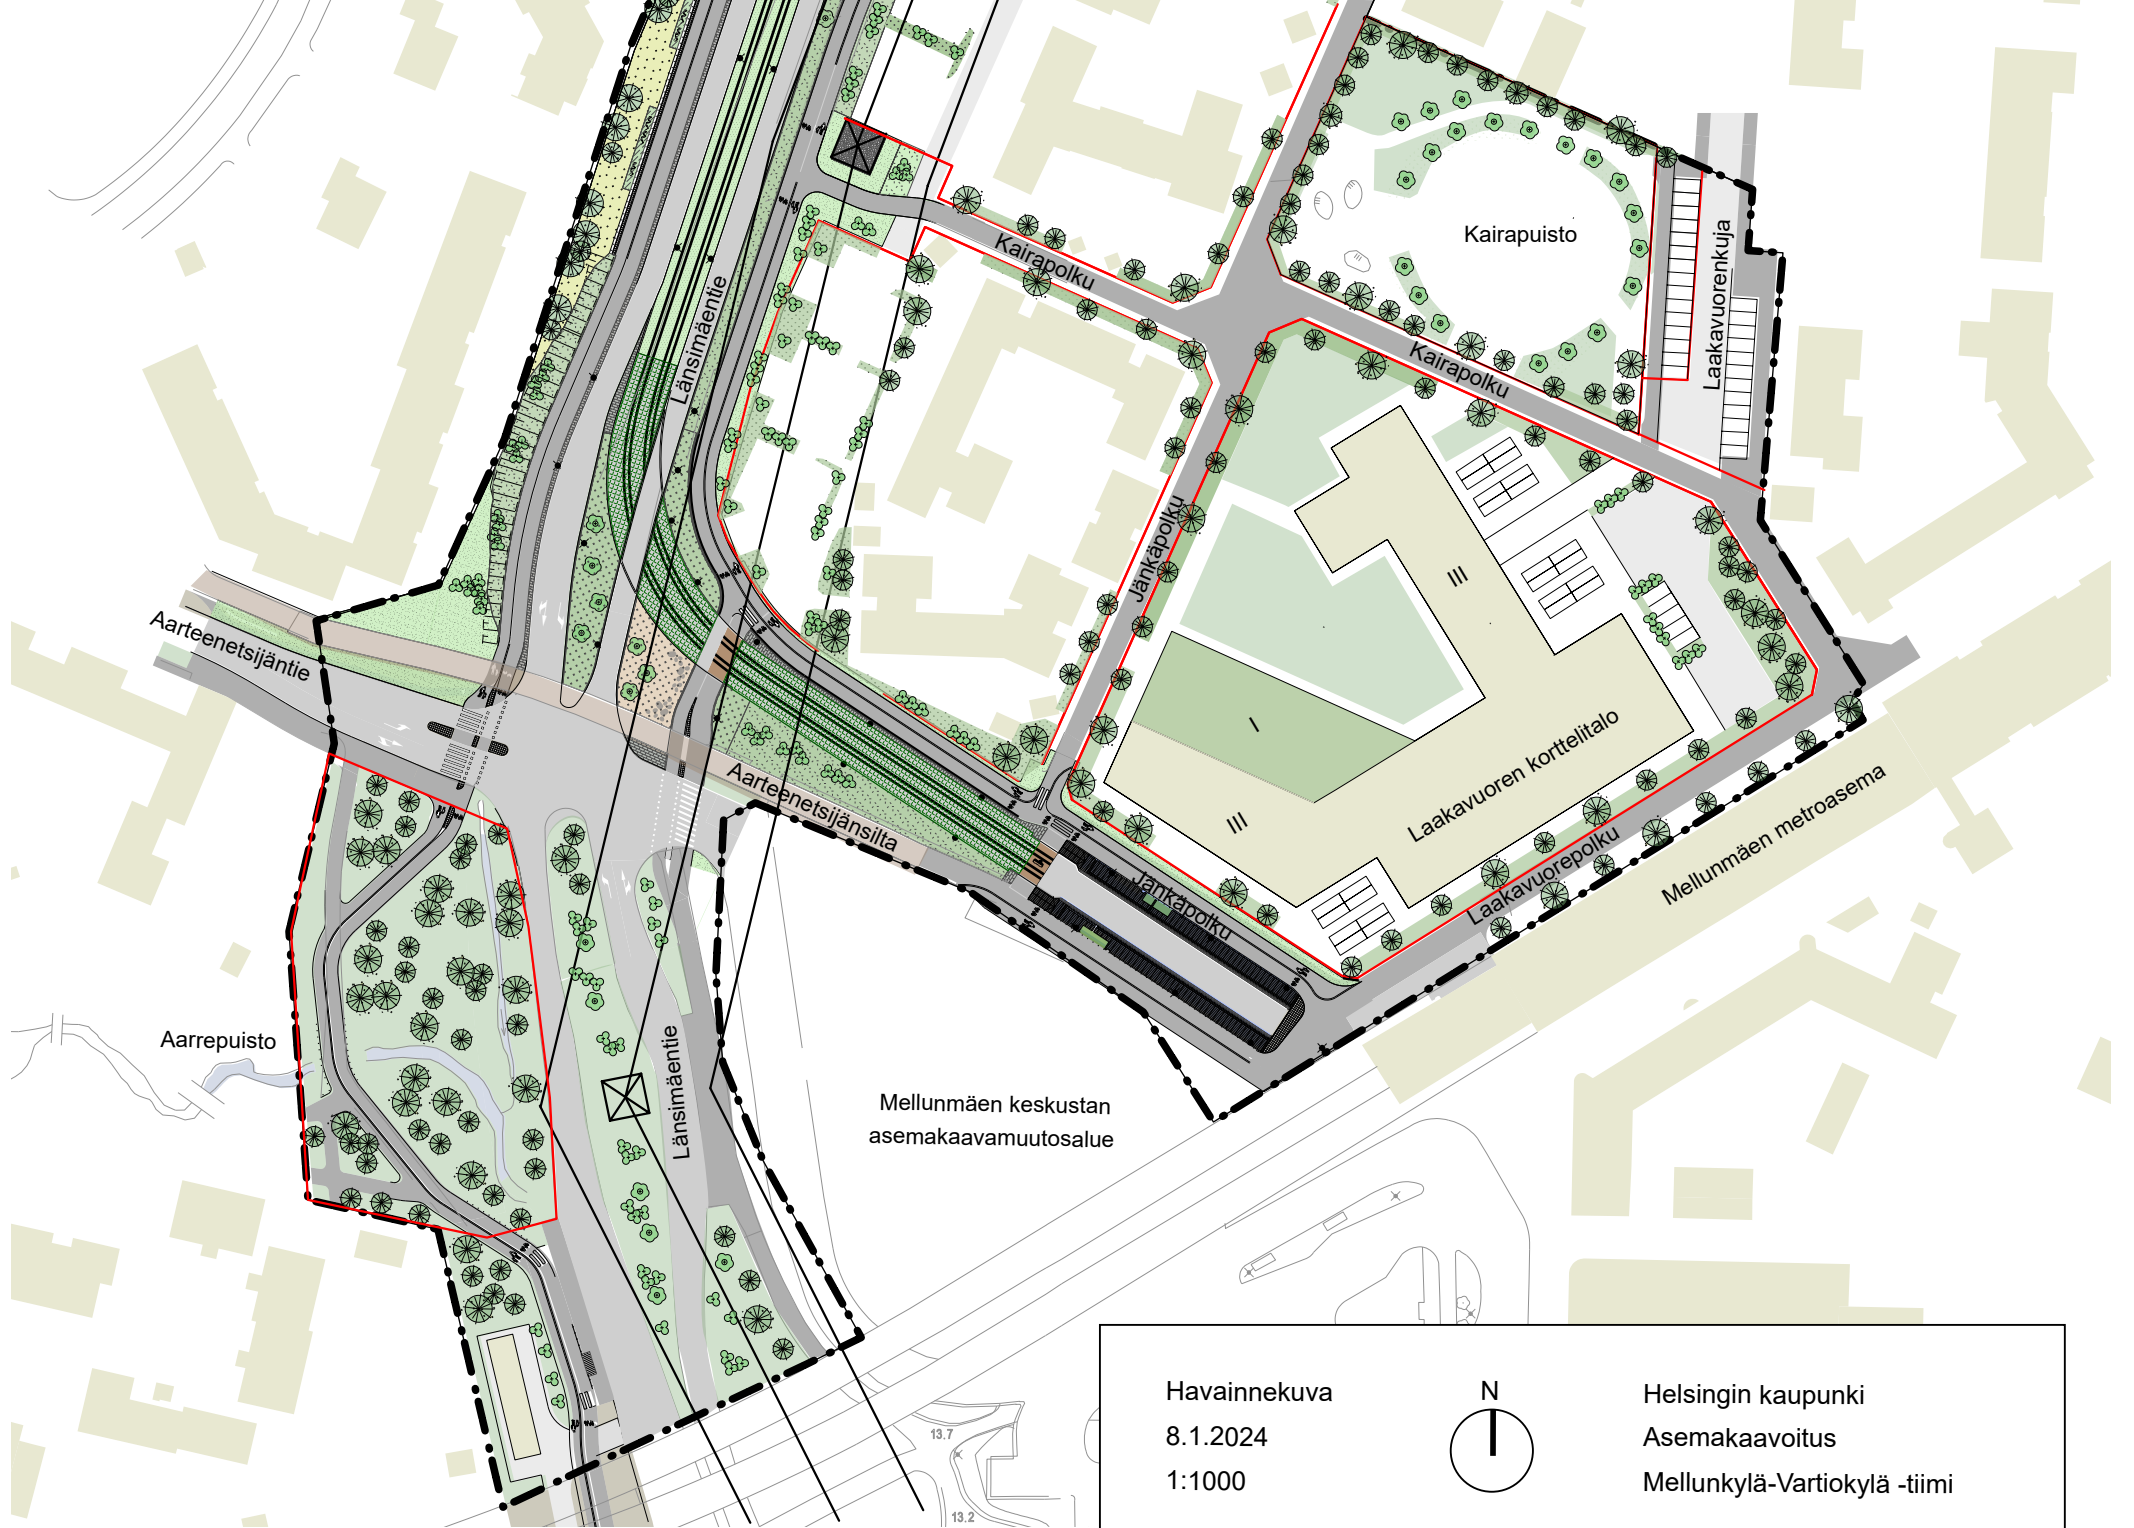 Kairapuisto
Kairapolku
Laakavuorenkuja
Länsimäentie
Kairapolku
Jänkäpolku
III
Aarteenetsijäntie
I
III
Laakavuoren korttelitalo
Aarteenetsijänsilta
Mellunmäen metroasema
Jänkäpolku
Laakavuorepolku
Aarrepuisto
Länsimäentie
Mellunmäen keskustan
asemakaavamuutosalue
13.7
13.2
Havainnekuva
8.1.2024
1:1000
N
Helsingin kaupunki
Asemakaavoitus
Mellunkylä-Vartiokylä -tiimi